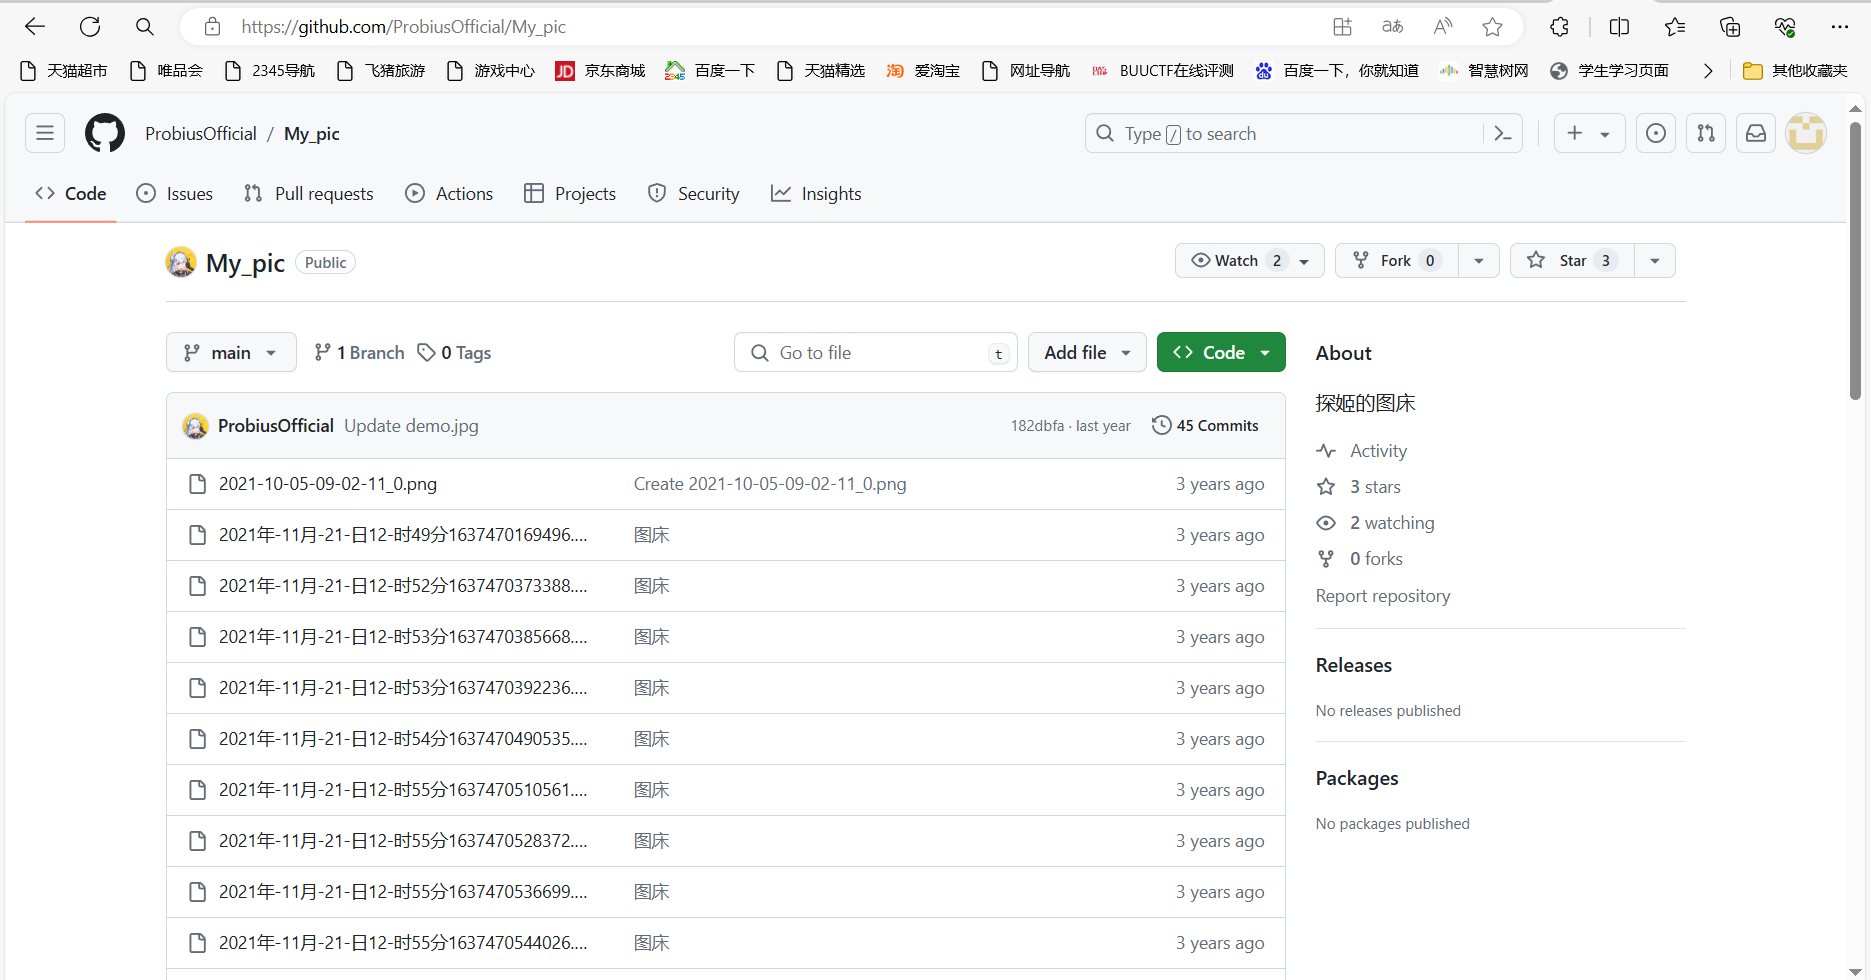 https://github.com/ProbiusOfficial/My_pic
天猫超市 唯品会 2345导航 飞猪旅游 游戏中心 JD 京东商城 2345 百度一下 天猫精选 淘 爱淘宝 网址导航 BUUCTF在线评测 百度一下，你就知道 智慧树网 学生学习页面 其他收藏夹
ProbiusOfficial / My_pic Type / to search
Code Issues Pull requests Actions Projects Security Insights
My_pic Public Watch 2 Fork 0 Star 3
main 1 Branch 0 Tags Go to file t Add file Code
ProbiusOfficial Update demo.jpg 182dbfa · last year 45 Commits
2021-10-05-09-02-11_0.png Create 2021-10-05-09-02-11_0.png 3 years ago
2021年-11月-21-日12-时49分1637470169496.... 图床 3 years ago
2021年-11月-21-日12-时52分1637470373388.... 图床 3 years ago
2021年-11月-21-日12-时53分1637470385668.... 图床 3 years ago
2021年-11月-21-日12-时53分1637470392236.... 图床 3 years ago
2021年-11月-21-日12-时54分1637470490535.... 图床 3 years ago
2021年-11月-21-日12-时55分1637470510561.... 图床 3 years ago
2021年-11月-21-日12-时55分1637470528372.... 图床 3 years ago
2021年-11月-21-日12-时55分1637470536699.... 图床 3 years ago
2021年-11月-21-日12-时55分1637470544026.... 图床 3 years ago
About
探姬的图床
Activity
3 stars
2 watching
0 forks
Report repository
Releases
No releases published
Packages
No packages published